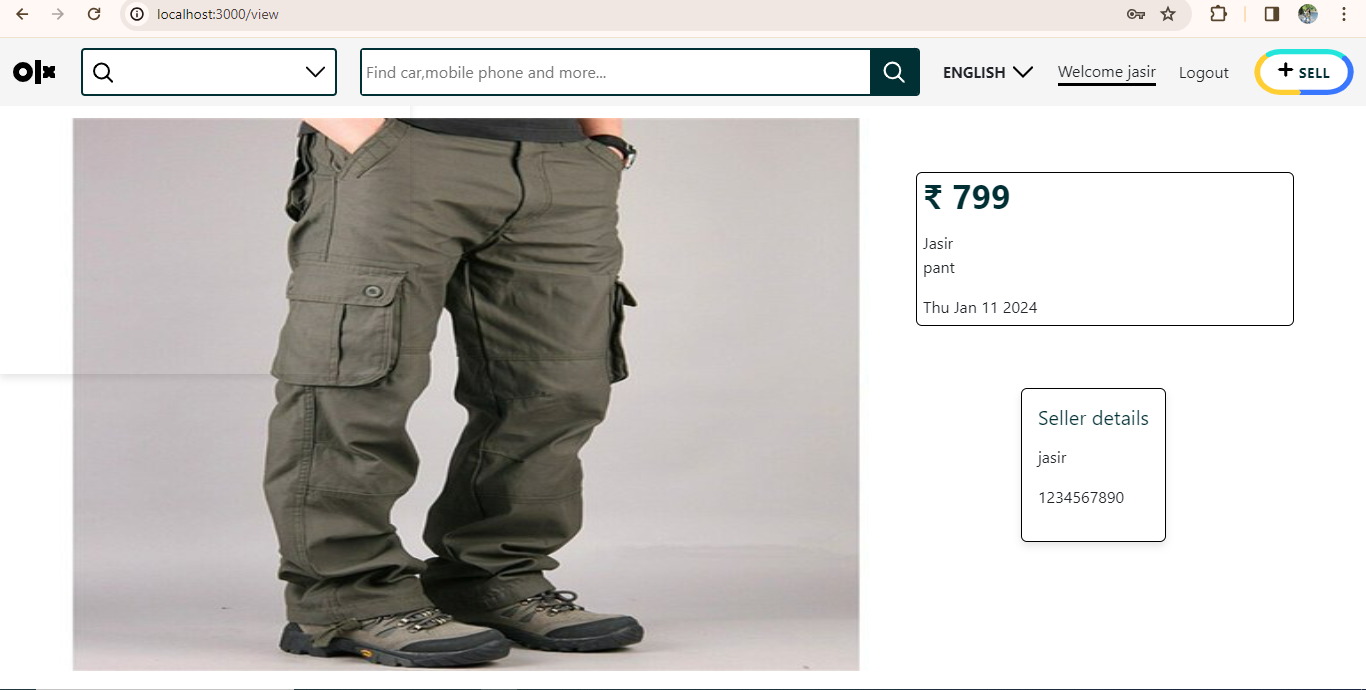 localhost:3000/view
olx
Find car,mobile phone and more...
ENGLISH
Welcome jasir
Logout
+ SELL
₹ 799
Jasir
pant
Thu Jan 11 2024
Seller details
jasir
1234567890